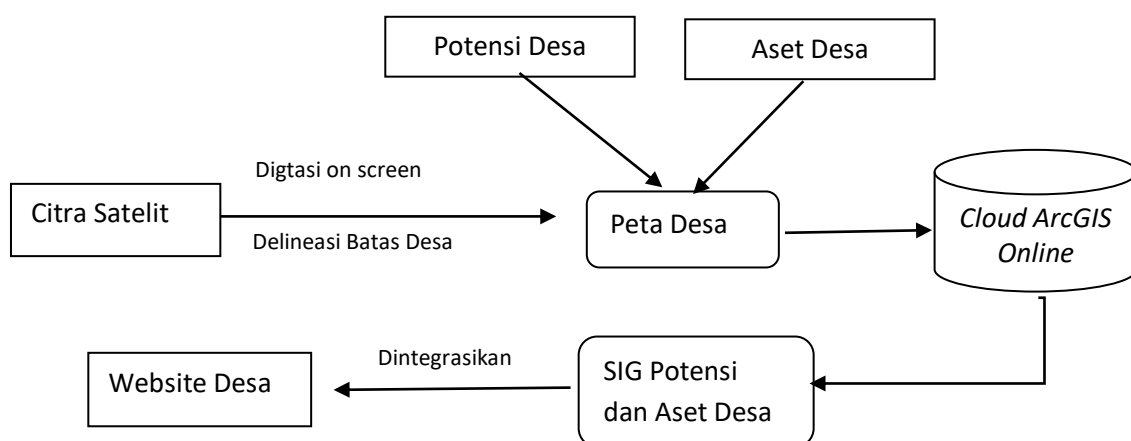 Potensi Desa
Aset Desa
Digtasi on screen
Citra Satelit
Delineasi Batas Desa
Peta Desa
Cloud ArcGIS
Online
Dintegrasikan
Website Desa
SIG Potensi
dan Aset Desa